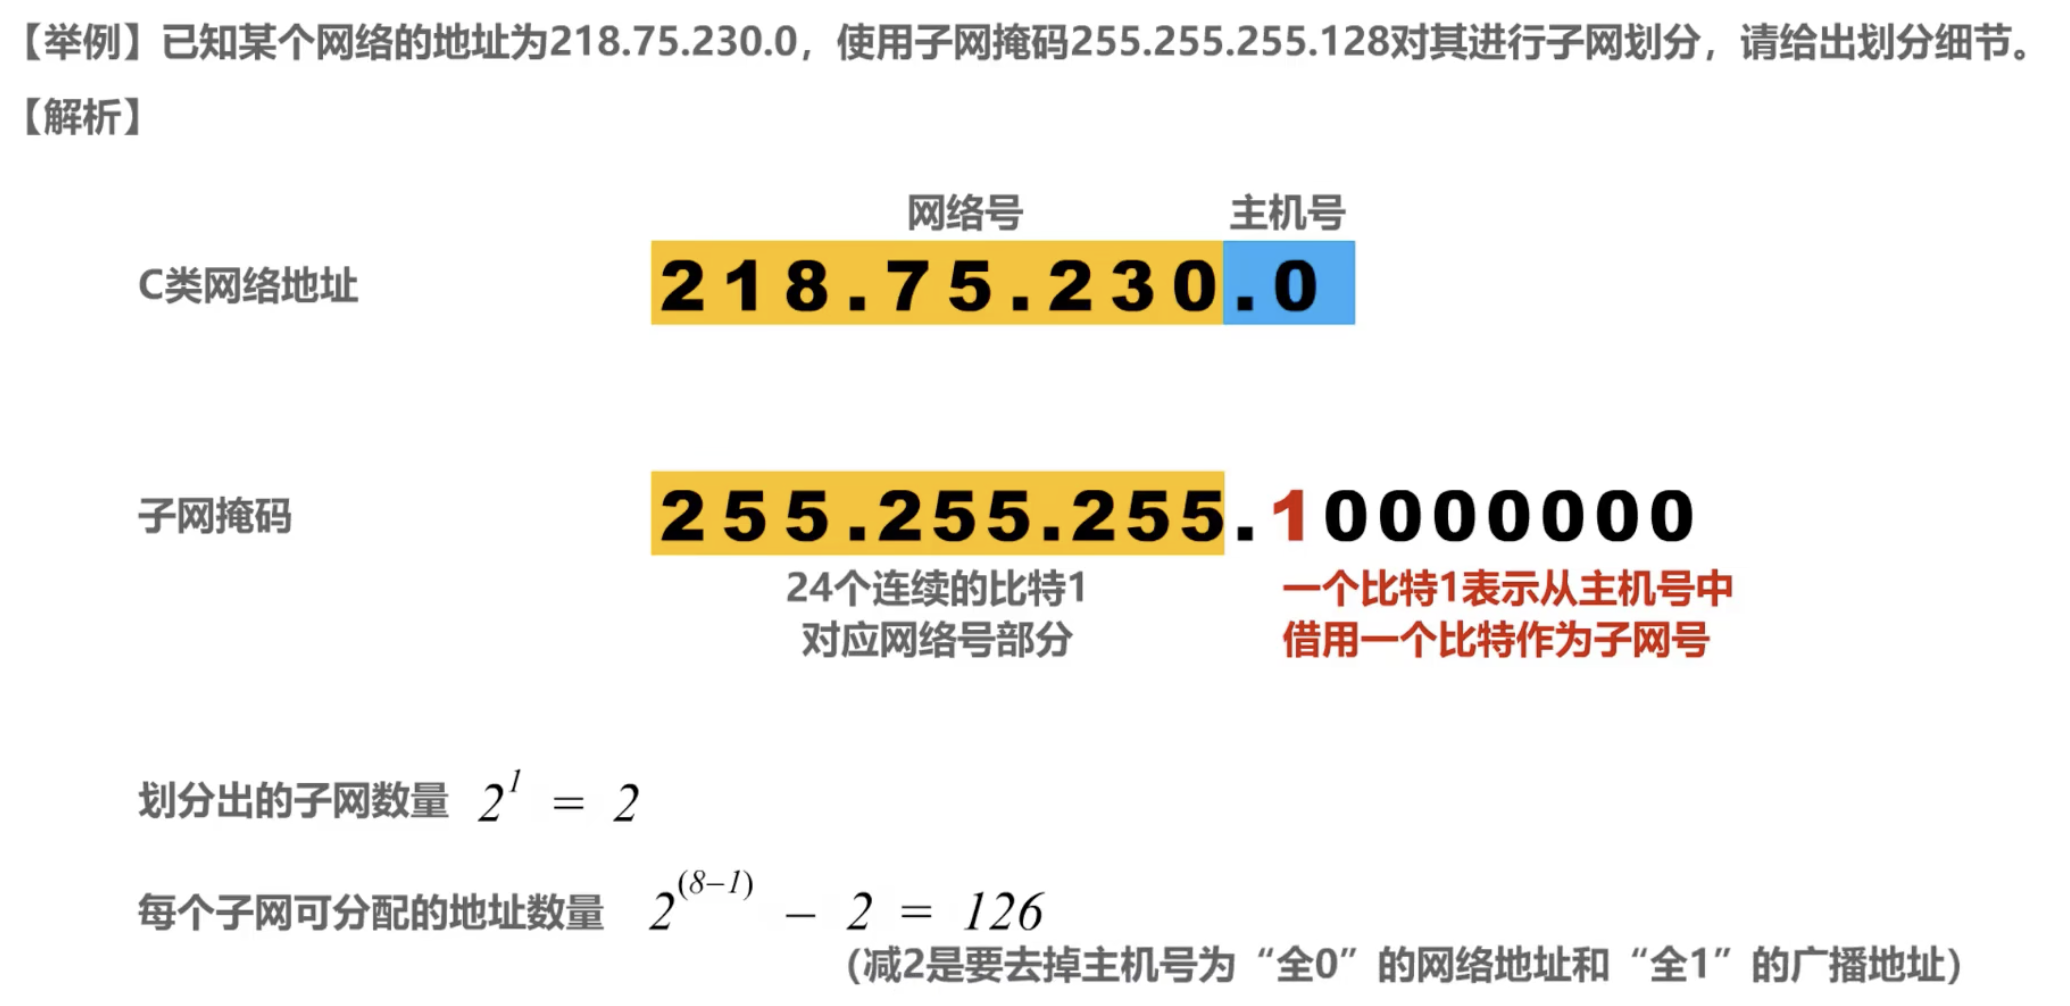 【举例】已知某个网络的地址为218.75.230.0，使用子网掩码255.255.255.128对其进行子网划分，请给出划分细节。
【解析】
网络号 主机号
C类网络地址 218.75.230.0
子网掩码 255.255.255.10000000
24个连续的比特1 一个比特1表示从主机号中
对应网络号部分 借用一个比特作为子网号
划分出的子网数量 2^1 = 2
每个子网可分配的地址数量 2^(8−1) − 2 = 126
(减2是要去掉主机号为“全0”的网络地址和“全1”的广播地址)